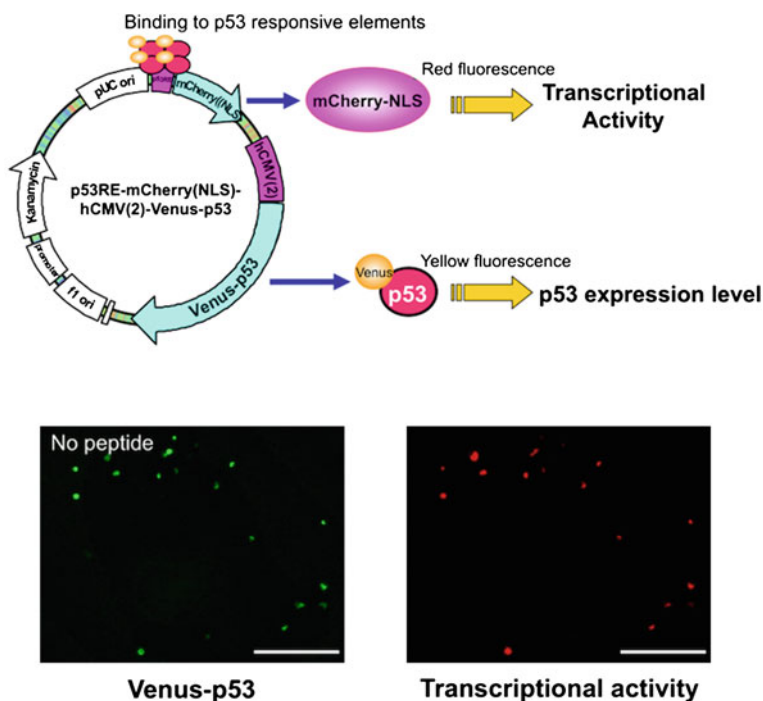 Binding to p53 responsive elements
pUC ori
mCherry((NLS
Red fluorescence
mCherry-NLS
Transcriptional
Activity
hCMV(2)
Kanamycin
p53RE-mCherry(NLS)-
hCMV(2)-Venus-p53
promoter
f1 ori
Venus-p53
Yellow fluorescence
Venus
p53
p53 expression level
No peptide
Venus-p53
Transcriptional activity